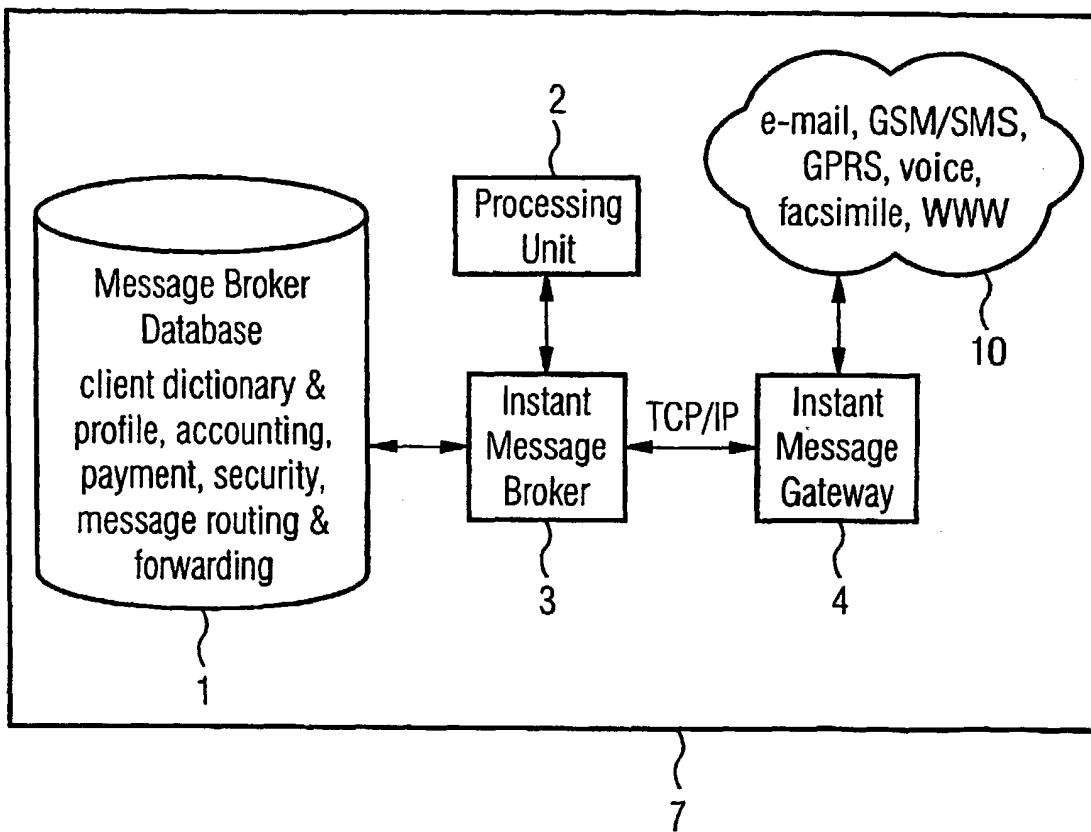 2
e-mail, GSM/SMS,
GPRS, voice,
facsimile, WWW
10
Processing
Unit
Message Broker
Database
client dictionary &
profile, accounting,
payment, security,
message routing &
forwarding
1
Instant
Message
Broker
3
TCP/IP
Instant
Message
Gateway
4
7